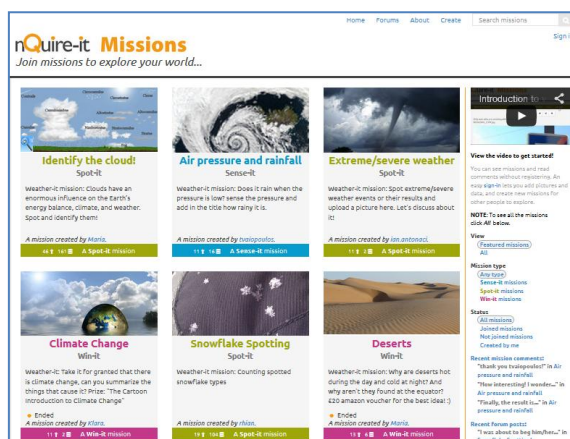 Home Forums About Create Search missions
Sign i
nQuire-it Missions
Join missions to explore your world...
Identify the cloud!
Spot-it
Weather-it mission: Clouds have an
enormous influence on the Earth's
energy balance, climate, and weather.
Spot and identify them!
A mission created by Maria.
A Spot-it mission
Air pressure and rainfall
Sense-it
Weather-it mission: Does it rain when the
pressure is low? sense the pressure and
add in the title how rainy it is.
A mission created by tvaiopoulos.
11 16 A Sense-it mission
Extreme/severe weather
Spot-it
Weather-it mission: Spot extreme/severe
weather events or their results and
upload a picture here. Let's discuss about
it!
A mission created by ian.antonaci.
A Spot-it mission
Climate Change
Win-it
Weather-it: Take it for granted that there
is climate change, can you summarize the
things that cause it? Prize: "The Cartoon
Introduction to Climate Change"
Ended
A mission created by Klara.
A Win-it mission
Snowflake Spotting
Spot-it
Weather-it mission: Counting spotted
snowflake types
A mission created by rhian.
A Spot-it mission
Deserts
Win-it
Weather-it mission: Why are deserts hot
during the day and cold at night? And
why aren't they found at the equator?
£20 amazon voucher for the best idea! :)
Ended
A mission created by Maria.
A Win-it mission
Introduction to
View the video to get started!
You can see missions and read
comments without registering. An
easy sign-in lets you add pictures and
data, and create new missions for
other people to explore.
NOTE: To see all the missions
click All below.
View
Featured missions
All
Mission type
Any type
Sense-it missions
Spot-it missions
Win-it missions
Status
All missions
Joined missions
Not joined missions
Created by me
Recent mission comments:
"thank you tvaiopoulos!" in Air
pressure and rainfall
"How interesting! I wonder..." in
Air pressure and rainfall
"Finally, the result is..." in Air
pressure and rainfall
Recent forum posts:
"I was about to beg him/her..." in